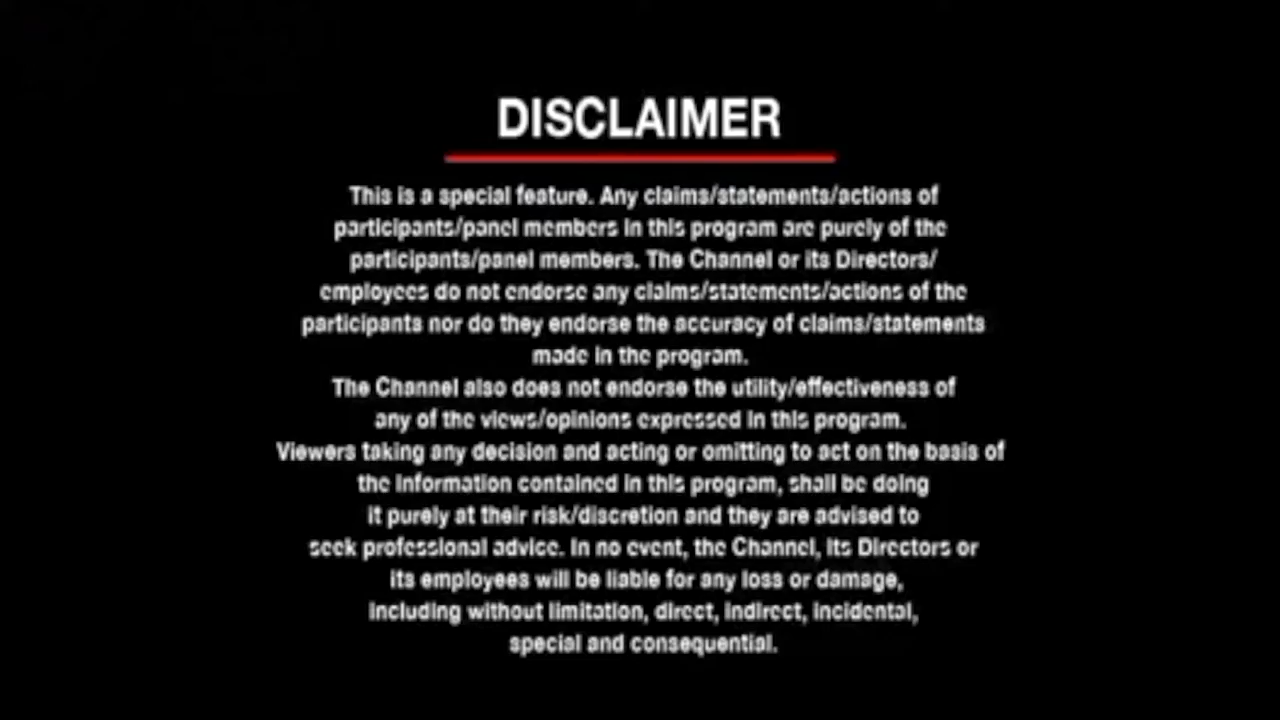 DISCLAIMER
This is a special feature. Any claims/statements/actions of
participants/panel members in this program are purely of the
participants/panel members. The Channel or its Directors/
employees do not endorse any claims/statements/actions of the
participants nor do they endorse the accuracy of claims/statements
made in the program.
The Channel also does not endorse the utility/effectiveness of
any of the views/opinions expressed in this program.
Viewers taking any decision and acting or omitting to act on the basis of
the information contained in this program, shall be doing
it purely at their risk/discretion and they are advised to
seek professional advice. In no event, the Channel, its Directors or
its employees will be liable for any loss or damage,
including without limitation, direct, indirect, incidental,
special and consequential.